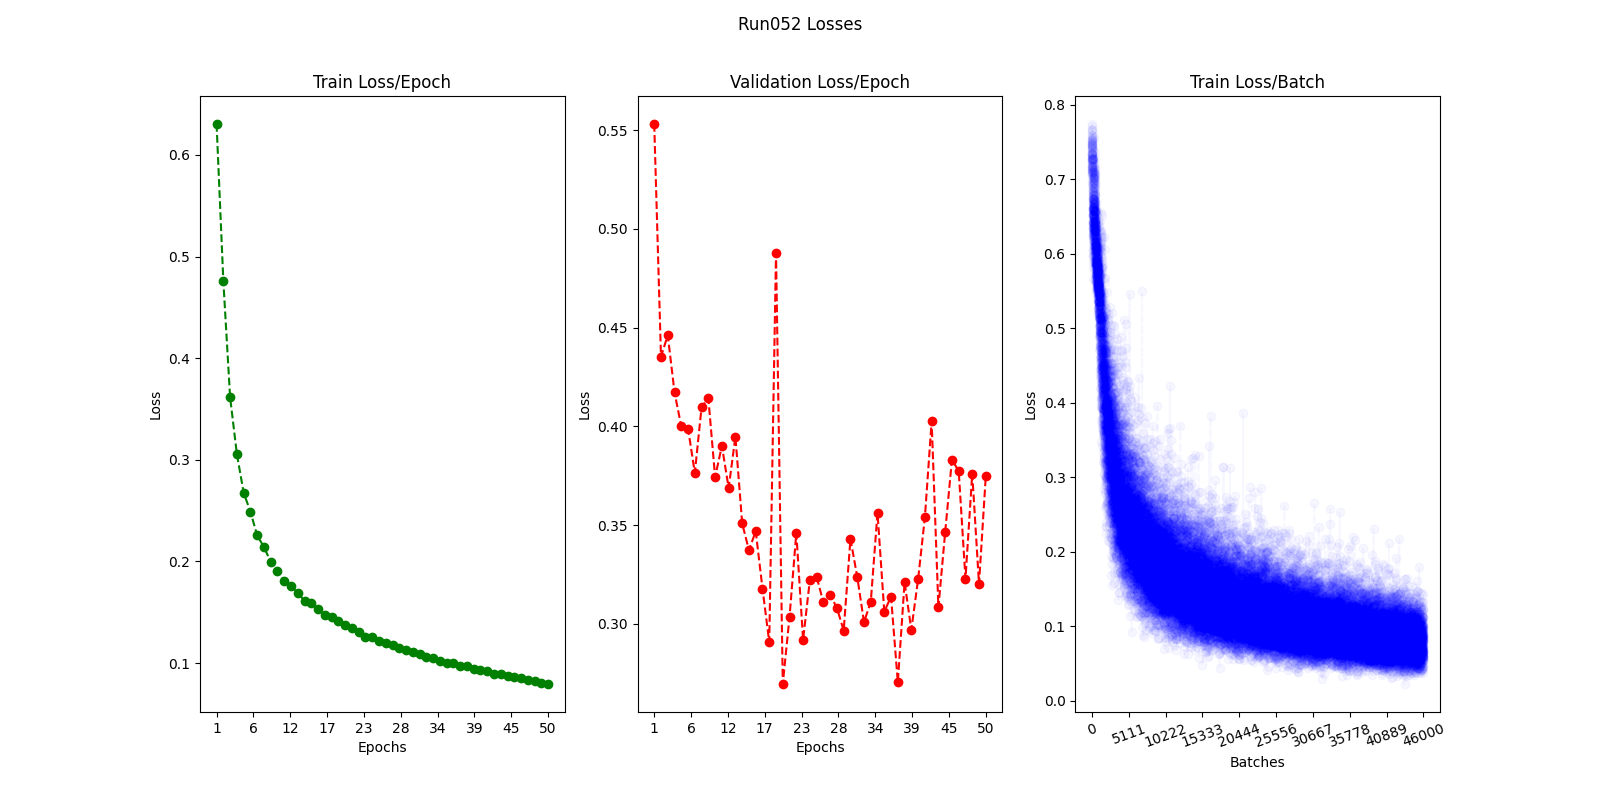 Run052 Losses
Train Loss/Epoch
Loss
0.6
0.5
0.4
0.3
0.2
0.1
1 6 12 17 23 28 34 39 45 50
Epochs
Validation Loss/Epoch
Loss
0.55
0.50
0.45
0.40
0.35
0.30
1 6 12 17 23 28 34 39 45 50
Epochs
Train Loss/Batch
Loss
0.8
0.7
0.6
0.5
0.4
0.3
0.2
0.1
0.0
0 5111 10222 15333 20444 25556 30667 35778 40889 46000
Batches